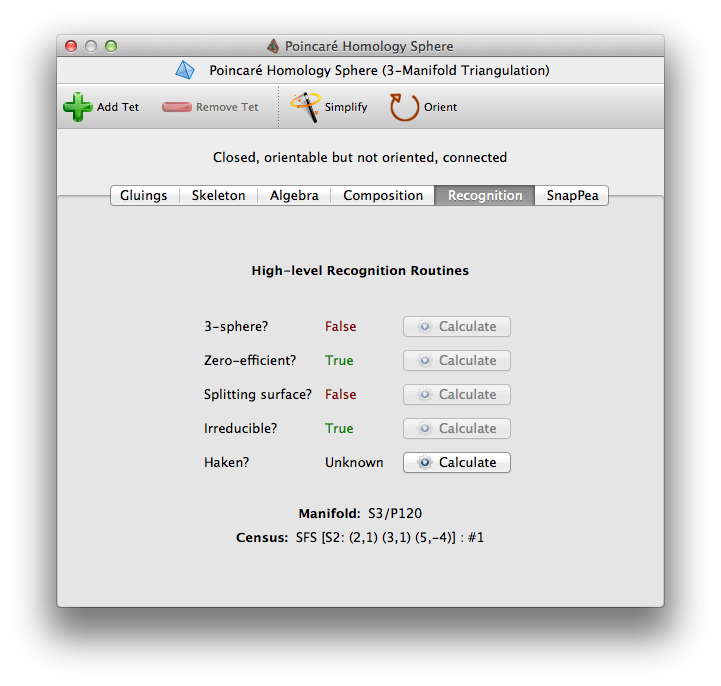 Poincaré Homology Sphere
Poincaré Homology Sphere (3-Manifold Triangulation)
Add Tet Remove Tet Simplify Orient
Closed, orientable but not oriented, connected
Gluings Skeleton Algebra Composition Recognition SnapPea
High-level Recognition Routines
3-sphere? False Calculate
Zero-efficient? True Calculate
Splitting surface? False Calculate
Irreducible? True Calculate
Haken? Unknown Calculate
Manifold: S3/P120
Census: SFS [S2: (2,1) (3,1) (5,-4)] : #1